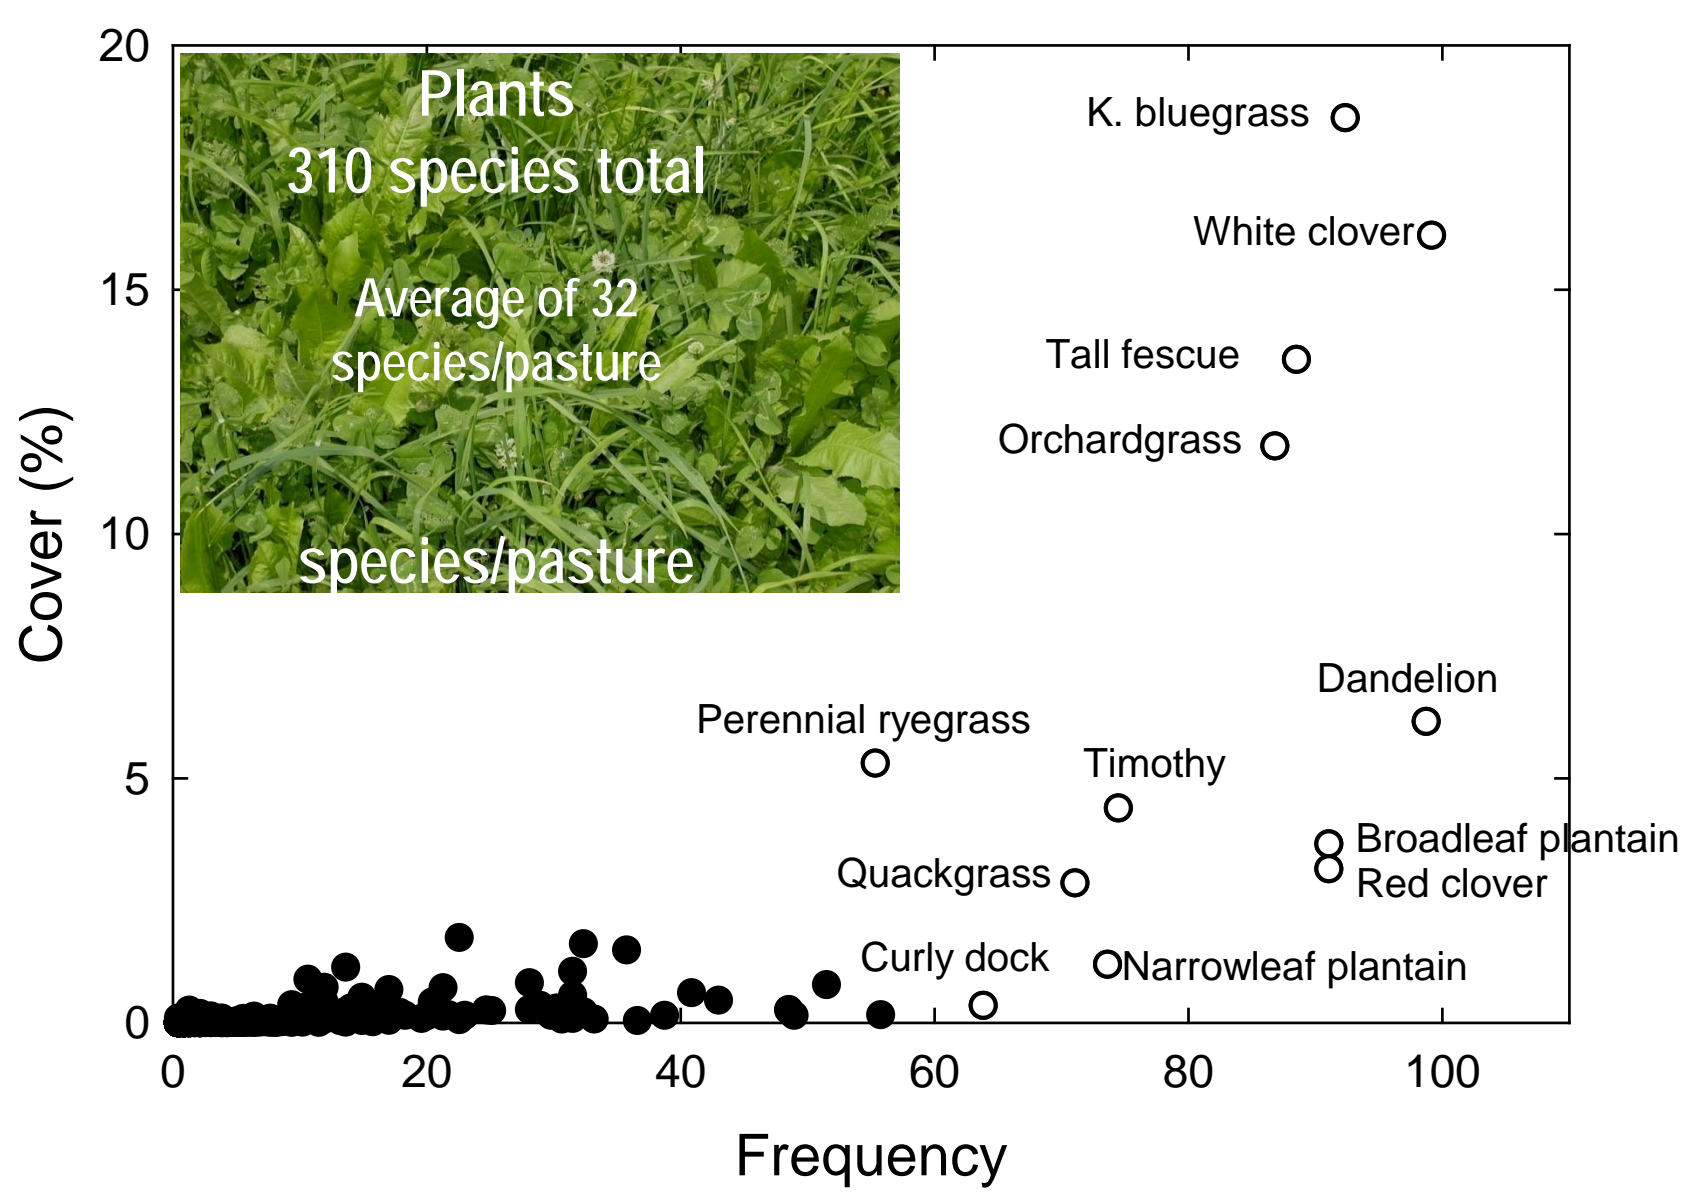 20
15
10
5
0
Cover (%)
Plants
310 species total
Average of 32
species/pasture
species/pasture
K. bluegrass
White clover
Tall fescue
Orchardgrass
Dandelion
Perennial ryegrass
Timothy
Broadleaf plantain
Quackgrass
Red clover
Curly dock
Narrowleaf plantain
0 20 40 60 80 100
Frequency